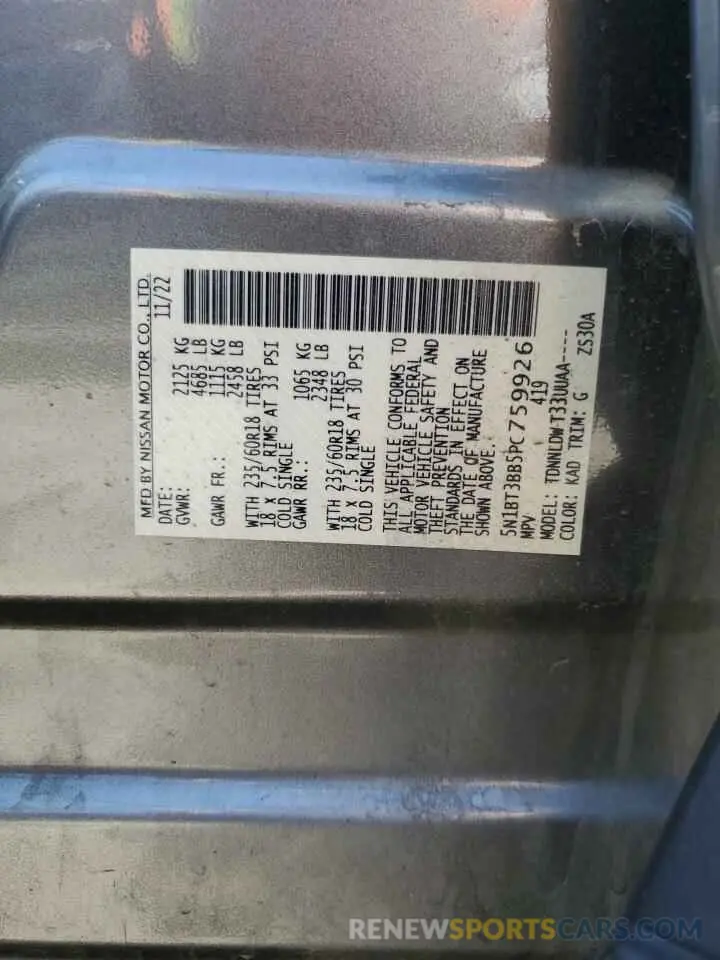 MFD BY NISSAN MOTOR CO., LTD.
DATE: 11/22
GVWR: 2125 KG
4685 LB
GAWR FR.: 1115 KG
2458 LB
WITH 235/60R18 TIRES
18 X 7.5 RIMS AT 33 PSI
COLD SINGLE
GAWR RR.: 1065 KG
2348 LB
WITH 235/60R18 TIRES
18 X 7.5 RIMS AT 30 PSI
COLD SINGLE
THIS VEHICLE CONFORMS TO
ALL APPLICABLE FEDERAL
MOTOR VEHICLE SAFETY AND
THEFT PREVENTION
STANDARDS IN EFFECT ON
THE DATE OF MANUFACTURE
SHOWN ABOVE.
5N1BT3BB5PC759926
MPV 419
MODEL: TDNNLDW-T33UUAA----
COLOR: KAD TRIM: G ZS30A
RENEWSPORTSCARS.COM